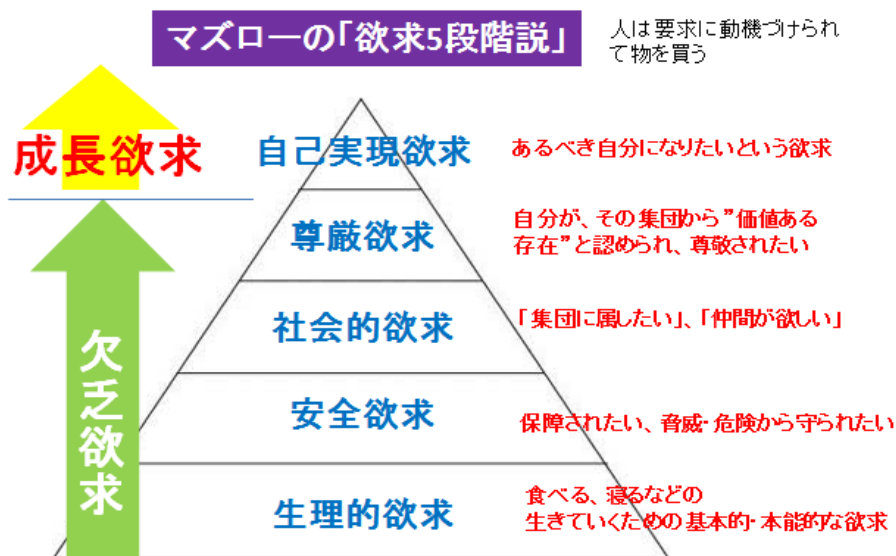 マズローの「欲求5段階説」
人は要求に動機づけられ
て物を買う
成長欲求
自己実現欲求
あるべき自分になりたいという欲求
尊厳欲求
自分が、その集団から”価値ある
存在”と認められ、尊敬されたい
社会的欲求
「集団に属したい」、「仲間が欲しい」
欠乏欲求
安全欲求
保障されたい、脅威・危険から守られたい
生理的欲求
食べる、寝るなどの
生きていくための基本的・本能的な欲求